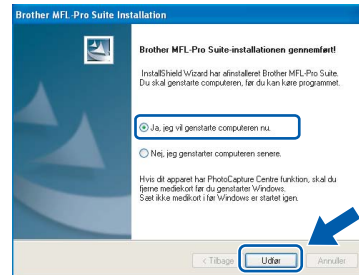 Brother MFL-Pro Suite Installation
Brother MFL-Pro Suite-installationen gennemført!
InstallShield Wizard har afinstalleret Brother MFL-Pro Suite.
Du skal genstarte computeren, før du kan køre programmet.
Ja, jeg vil genstarte computeren nu.
Nej, jeg genstarter computeren senere.
Hvis dit apparat har PhotoCapture Centre funktion, skal du
fjerne mediekort før du genstarter Windows.
Sæt ikke medikort i før Windows er startet igen.
< Tilbage
Udfør
Annuller